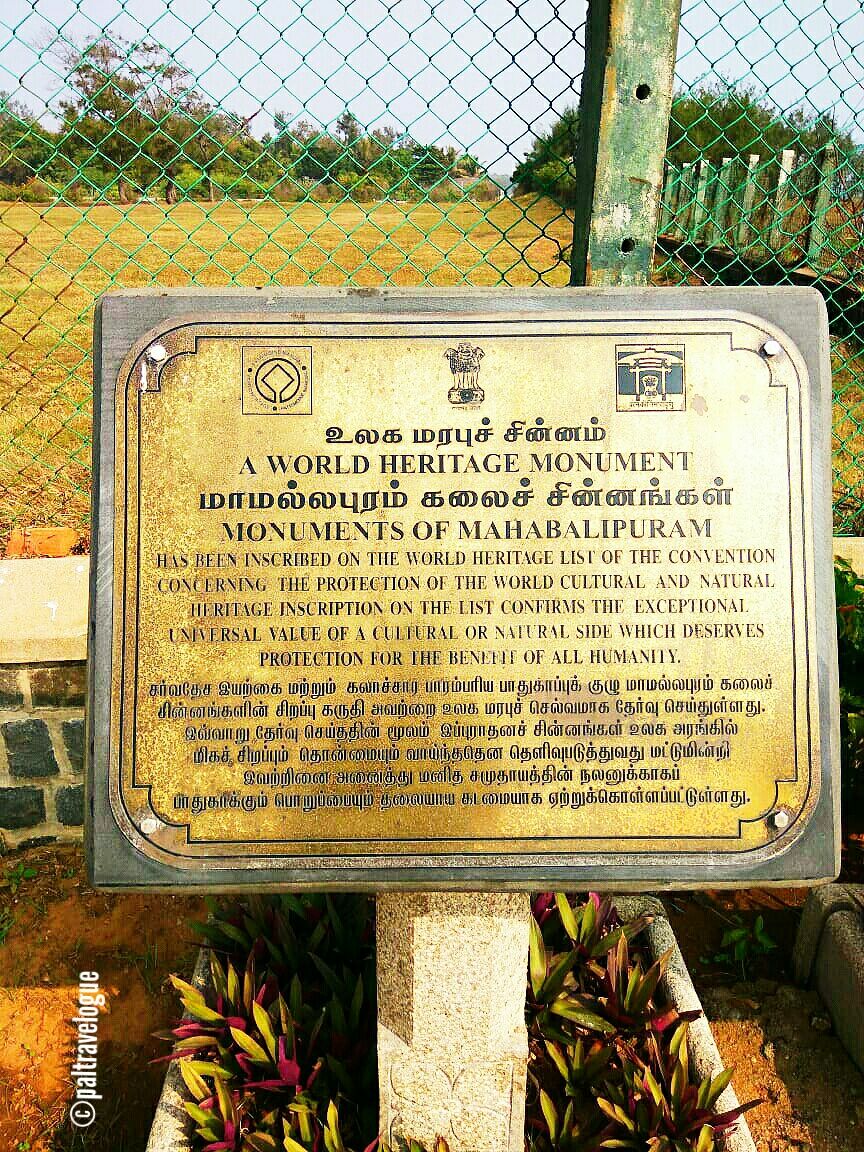 உலக மரபுச் சின்னம்
A WORLD HERITAGE MONUMENT
மாமல்லபுரம் கலைச் சின்னங்கள்
MONUMENTS OF MAHABALIPURAM
HAS BEEN INSCRIBED ON THE WORLD HERITAGE LIST OF THE CONVENTION
CONCERNING THE PROTECTION OF THE WORLD CULTURAL AND NATURAL
HERITAGE INSCRIPTION ON THE LIST CONFIRMS THE EXCEPTIONAL
UNIVERSAL VALUE OF A CULTURAL OR NATURAL SIDE WHICH DESERVES
PROTECTION FOR THE BENEFIT OF ALL HUMANITY.
சர்வதேச இயற்கை மற்றும் கலாச்சார பாரம்பரிய பாதுகாப்புக் குழு மாமல்லபுரம் கலைச்
சின்னங்களின் சிறப்பு கருதி அவற்றை உலக மரபுச் செல்வமாக தேர்வு செய்துள்ளது.
இவ்வாறு தேர்வு செய்ததின் மூலம் இப்புராதனச் சின்னங்கள் உலக அரங்கில்
மிகச் சிறப்பும் தொன்மையும் வாய்ந்ததென தெளிவுபடுத்துவது மட்டுமின்றி
இவற்றினை அனைத்து மனித சமுதாயத்தின் நலனுக்காகப்
பாதுகாக்கும் பொறுப்பையும் தலையாய கடமையாக ஏற்றுக்கொள்ளப்பட்டுள்ளது.
©paltravelogue